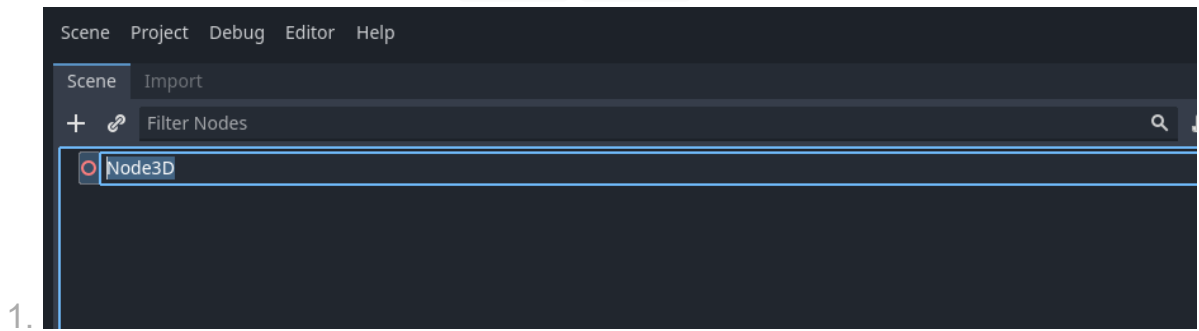 Scene Project Debug Editor Help
Scene Import
Filter Nodes
Node3D
1.